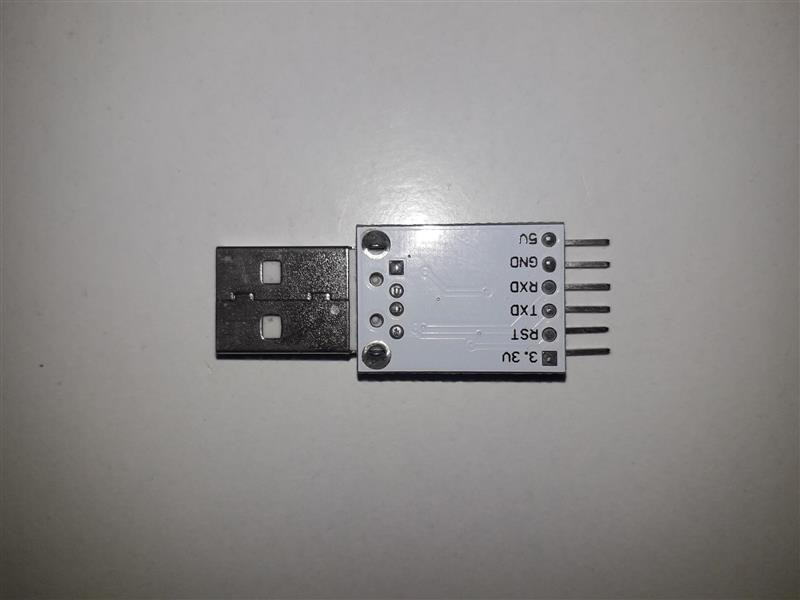 3.3V
RST
TXD
RXD
GND
5V